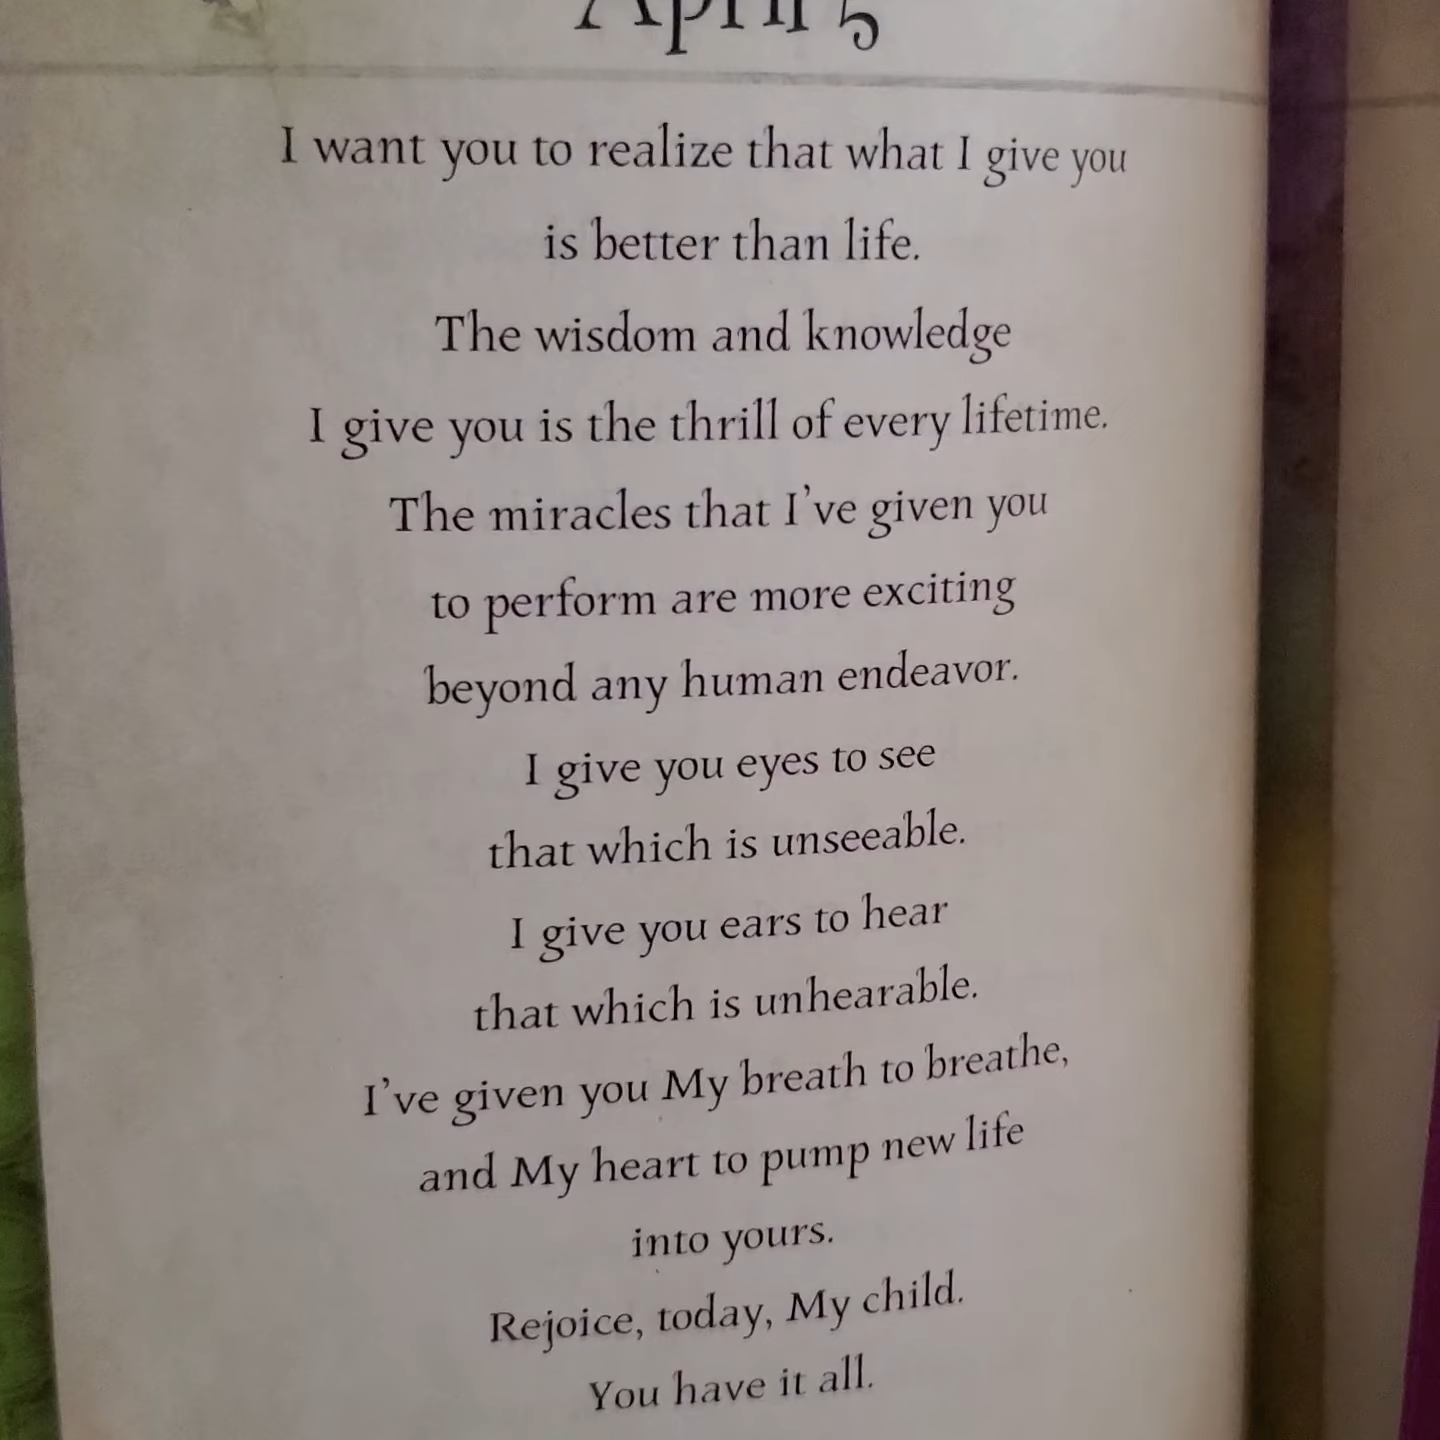 April 5
I want you to realize that what I give you
is better than life.
The wisdom and knowledge
I give you is the thrill of every lifetime.
The miracles that I've given you
to perform are more exciting
beyond any human endeavor.
I give you eyes to see
that which is unseeable.
I give you ears to hear
that which is unhearable.
I've given you My breath to breathe,
and My heart to pump new life
into yours.
Rejoice, today, My child.
You have it all.